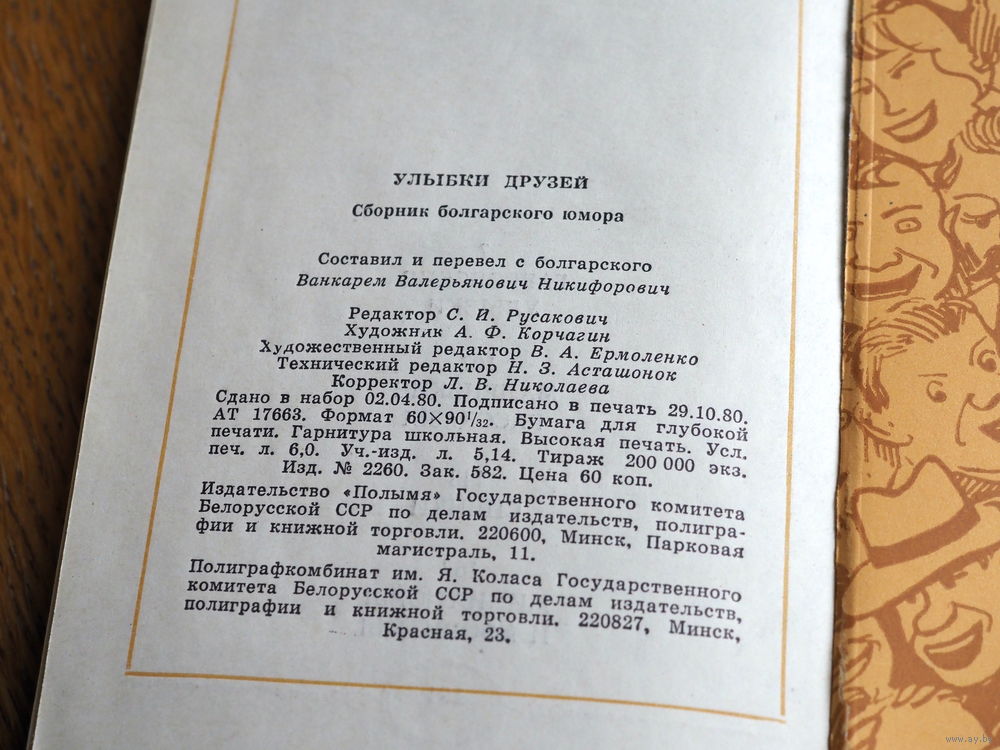 УЛЫБКИ ДРУЗЕЙ
Сборник болгарского юмора
Составил и перевел с болгарского
Ванкарем Валерьянович Никифорович
Редактор С. И. Русакович
Художник А. Ф. Корчагин
Художественный редактор В. А. Ермоленко
Технический редактор Н. З. Асташонок
Корректор Л. В. Николаева
Сдано в набор 02.04.80. Подписано в печать 29.10.80.
АТ 17663. Формат 60×90¹/₃₂. Бумага для глубокой
печати. Гарнитура школьная. Высокая печать. Усл.
печ. л. 6,0. Уч.-изд. л. 5,14. Тираж 200 000 экз.
Изд. № 2260. Зак. 582. Цена 60 коп.
Издательство «Полымя» Государственного комитета
Белорусской ССР по делам издательств, полигра-
фии и книжной торговли. 220600, Минск, Парковая
магистраль, 11.
Полиграфкомбинат им. Я. Коласа Государственного
комитета Белорусской ССР по делам издательств,
полиграфии и книжной торговли. 220827, Минск,
Красная, 23.
www.ay.by